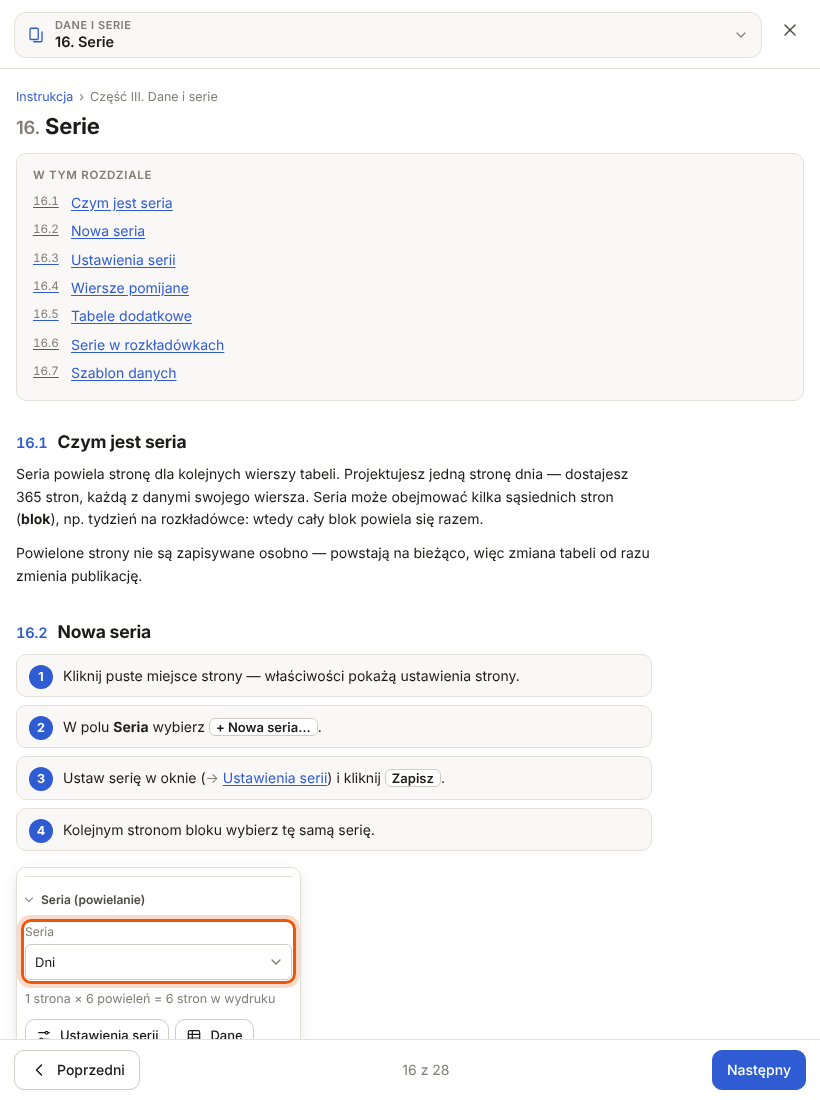 DANE I SERIE
16. Serie
Instrukcja › Część III. Dane i serie
16. Serie
W TYM ROZDZIALE
16.1 Czym jest seria
16.2 Nowa seria
16.3 Ustawienia serii
16.4 Wiersze pomijane
16.5 Tabele dodatkowe
16.6 Serie w rozkładówkach
16.7 Szablon danych
16.1 Czym jest seria
Seria powiela stronę dla kolejnych wierszy tabeli. Projektujesz jedną stronę dnia — dostajesz
365 stron, każdą z danymi swojego wiersza. Seria może obejmować kilka sąsiednich stron
(blok), np. tydzień na rozkładówce: wtedy cały blok powiela się razem.
Powielone strony nie są zapisywane osobno — powstają na bieżąco, więc zmiana tabeli od razu
zmienia publikację.
16.2 Nowa seria
1 Kliknij puste miejsce strony — właściwości pokażą ustawienia strony.
2 W polu Seria wybierz + Nowa seria... .
3 Ustaw serię w oknie (→ Ustawienia serii) i kliknij Zapisz .
4 Kolejnym stronom bloku wybierz tę samą serię.
Seria (powielanie)
Seria
Dni
1 strona × 6 powieleń = 6 stron w wydruku
Ustawienia serii Dane
Poprzedni 16 z 28 Następny